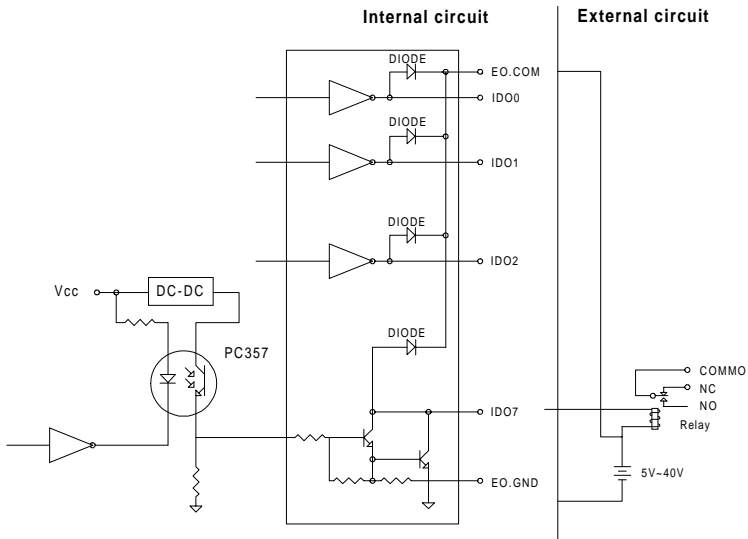 Internal circuit
External circuit
DIODE
EO.COM
IDO0
DIODE
IDO1
DIODE
IDO2
Vcc
DC-DC
DIODE
PC357
COMMO
NC
IDO7
NO
Relay
5V~40V
EO.GND